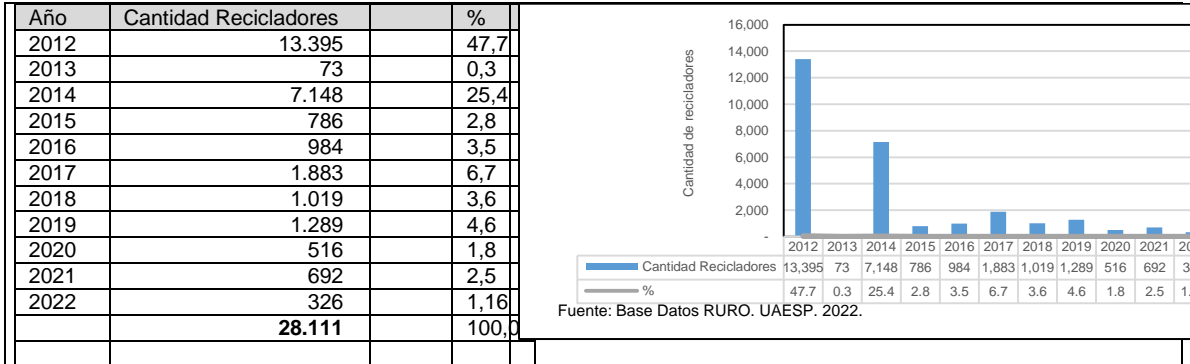 Año Cantidad Recicladores %
2012 13.395 47,7
2013 73 0,3
2014 7.148 25,4
2015 786 2,8
2016 984 3,5
2017 1.883 6,7
2018 1.019 3,6
2019 1.289 4,6
2020 516 1,8
2021 692 2,5
2022 326 1,16
28.111 100,0
16,000
14,000
12,000
10,000
8,000
6,000
4,000
2,000
-
Cantidad de recicladores
2012 2013 2014 2015 2016 2017 2018 2019 2020 2021
Cantidad Recicladores 13,395 73 7,148 786 984 1,883 1,019 1,289 516 692
% 47.7 0.3 25.4 2.8 3.5 6.7 3.6 4.6 1.8 2.5
Fuente: Base Datos RURO. UAESP. 2022.